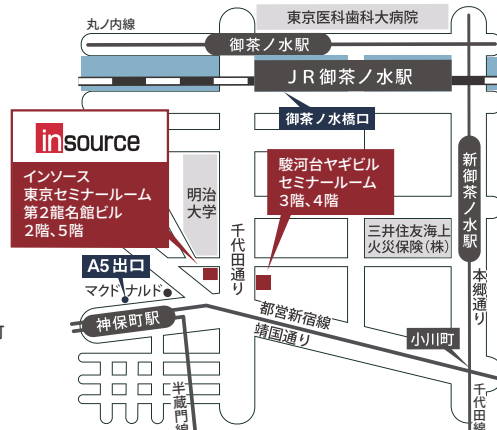 東京医科歯科大病院
丸ノ内線
御茶ノ水駅
JR御茶ノ水駅
御茶ノ水橋口
insource
インソース
東京セミナールーム
第2龍名館ビル
2階、5階
明治
大学
駿河台ヤギビル
セミナールーム
3階、4階
新御茶ノ水駅
千代田通り
三井住友海上
火災保険(株)
A5出口
マクドナルド
本郷通り
神保町駅
都営新宿線
靖国通り
小川町
半蔵門線
千代田線
町